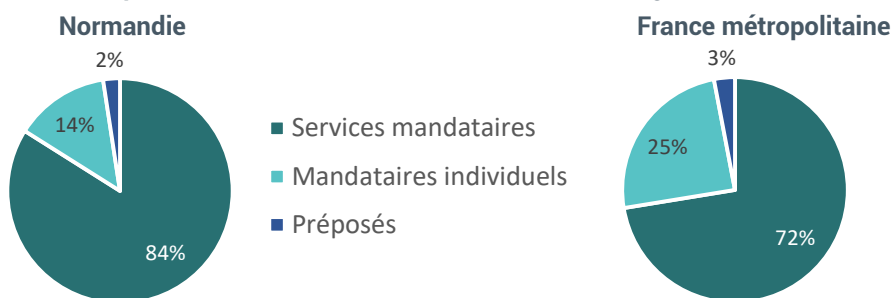 Normandie
2%
14%
84%
Services mandataires
Mandataires individuels
Préposés
France métropolitaine
3%
25%
72%